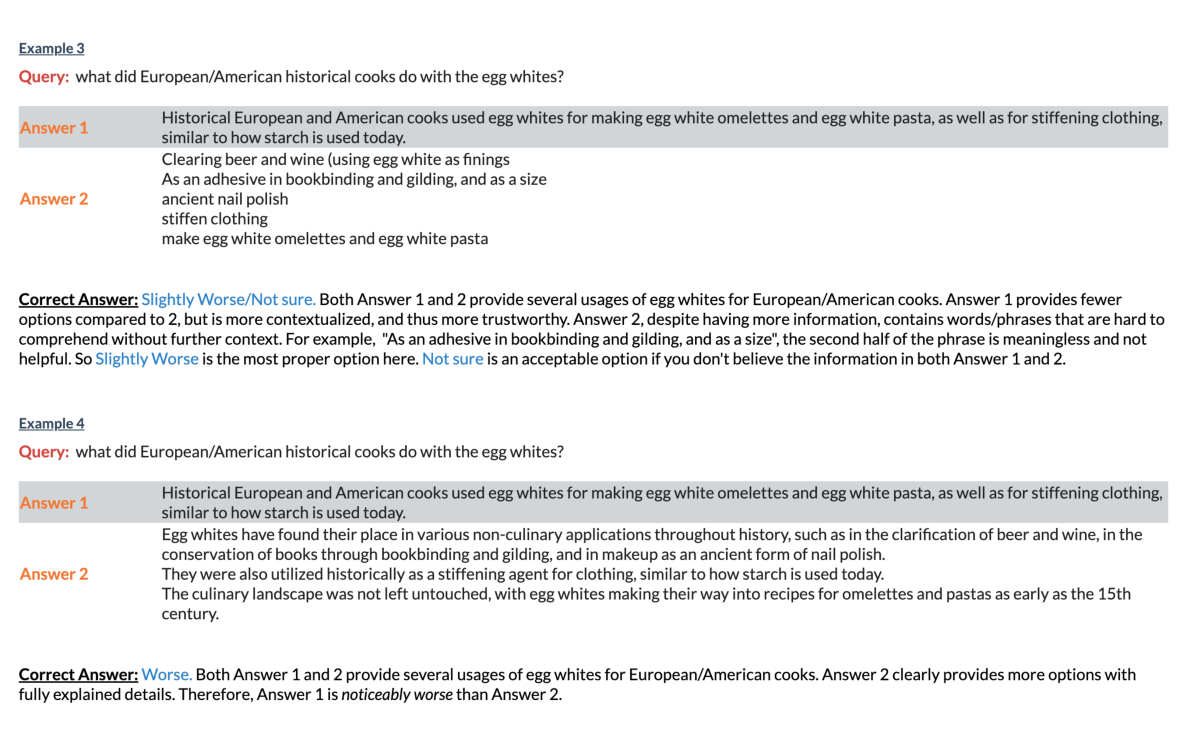 Example 3
Query: what did European/American historical cooks do with the egg whites?
Answer 1
Historical European and American cooks used egg whites for making egg white omelettes and egg white pasta, as well as for stiffening clothing,
similar to how starch is used today.
Answer 2
Clearing beer and wine (using egg white as finings
As an adhesive in bookbinding and gilding, and as a size
ancient nail polish
stiffen clothing
make egg white omelettes and egg white pasta
Correct Answer: Slightly Worse/Not sure. Both Answer 1 and 2 provide several usages of egg whites for European/American cooks. Answer 1 provides fewer
options compared to 2, but is more contextualized, and thus more trustworthy. Answer 2, despite having more information, contains words/phrases that are hard to
comprehend without further context. For example, "As an adhesive in bookbinding and gilding, and as a size", the second half of the phrase is meaningless and not
helpful. So Slightly Worse is the most proper option here. Not sure is an acceptable option if you don't believe the information in both Answer 1 and 2.
Example 4
Query: what did European/American historical cooks do with the egg whites?
Answer 1
Historical European and American cooks used egg whites for making egg white omelettes and egg white pasta, as well as for stiffening clothing,
similar to how starch is used today.
Answer 2
Egg whites have found their place in various non-culinary applications throughout history, such as in the clarification of beer and wine, in the
conservation of books through bookbinding and gilding, and in makeup as an ancient form of nail polish.
They were also utilized historically as a stiffening agent for clothing, similar to how starch is used today.
The culinary landscape was not left untouched, with egg whites making their way into recipes for omelettes and pastas as early as the 15th
century.
Correct Answer: Worse. Both Answer 1 and 2 provide several usages of egg whites for European/American cooks. Answer 2 clearly provides more options with
fully explained details. Therefore, Answer 1 is noticeably worse than Answer 2.